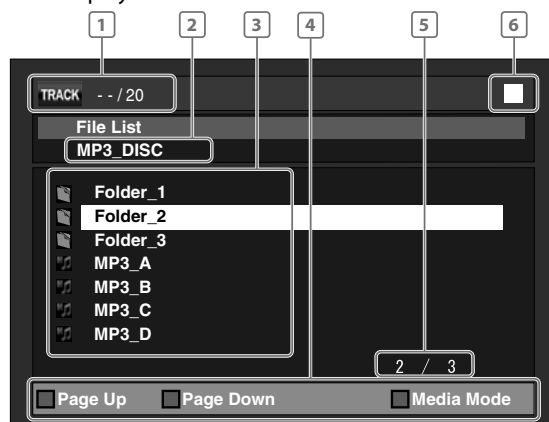 1 2 3 4 5 6
TRACK - - / 20
File List
MP3_DISC
Folder_1
Folder_2
Folder_3
MP3_A
MP3_B
MP3_C
MP3_D
2 / 3
Page Up Page Down Media Mode